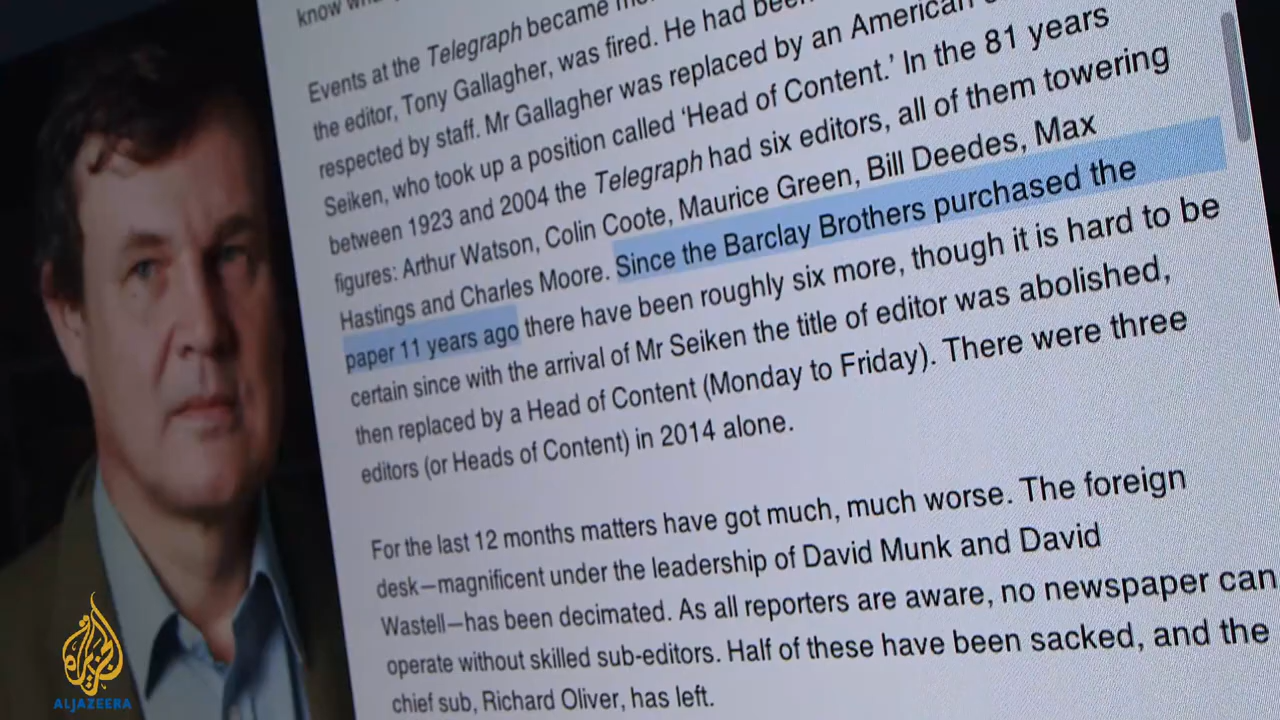 know
Events at the Telegraph became
the editor, Tony Gallagher, was fired. He had been
respected by staff. Mr Gallagher was replaced by an American
Seiken, who took up a position called ‘Head of Content.’ In the 81 years
between 1923 and 2004 the Telegraph had six editors, all of them towering
figures: Arthur Watson, Colin Coote, Maurice Green, Bill Deedes, Max
Hastings and Charles Moore. Since the Barclay Brothers purchased the
paper 11 years ago there have been roughly six more, though it is hard to be
certain since with the arrival of Mr Seiken the title of editor was abolished,
then replaced by a Head of Content (Monday to Friday). There were three
editors (or Heads of Content) in 2014 alone.
For the last 12 months matters have got much, much worse. The foreign
desk—magnificent under the leadership of David Munk and David
Wastell—has been decimated. As all reporters are aware, no newspaper can
operate without skilled sub-editors. Half of these have been sacked, and the
chief sub, Richard Oliver, has left.
ALJAZEERA